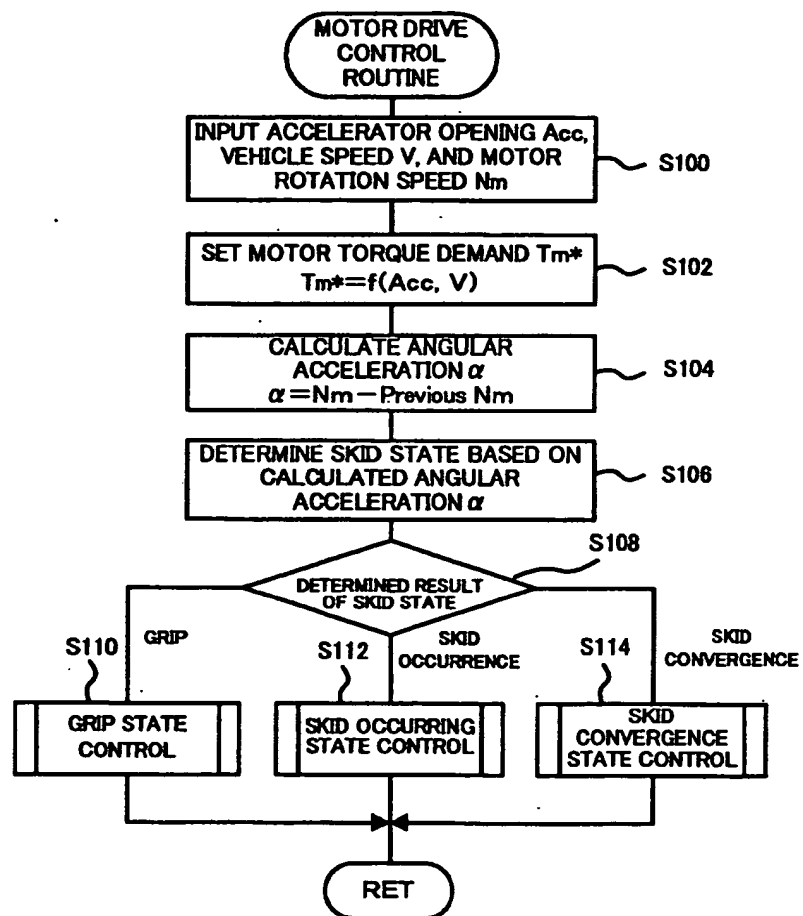 MOTOR DRIVE
CONTROL
ROUTINE
INPUT ACCELERATOR OPENING Acc,
VEHICLE SPEED V, AND MOTOR
ROTATION SPEED Nm
S100
SET MOTOR TORQUE DEMAND Tm*
Tm*=f(Acc, V)
S102
CALCULATE ANGULAR
ACCELERATION α
α=Nm-Previous Nm
S104
DETERMINE SKID STATE BASED ON
CALCULATED ANGULAR
ACCELERATION α
S106
S108
DETERMINED RESULT
OF SKID STATE
GRIP
SKID
OCCURRENCE
SKID
CONVERGENCE
S110
S112
S114
GRIP STATE
CONTROL
SKID OCCURRING
STATE CONTROL
SKID
CONVERGENCE
STATE CONTROL
RET